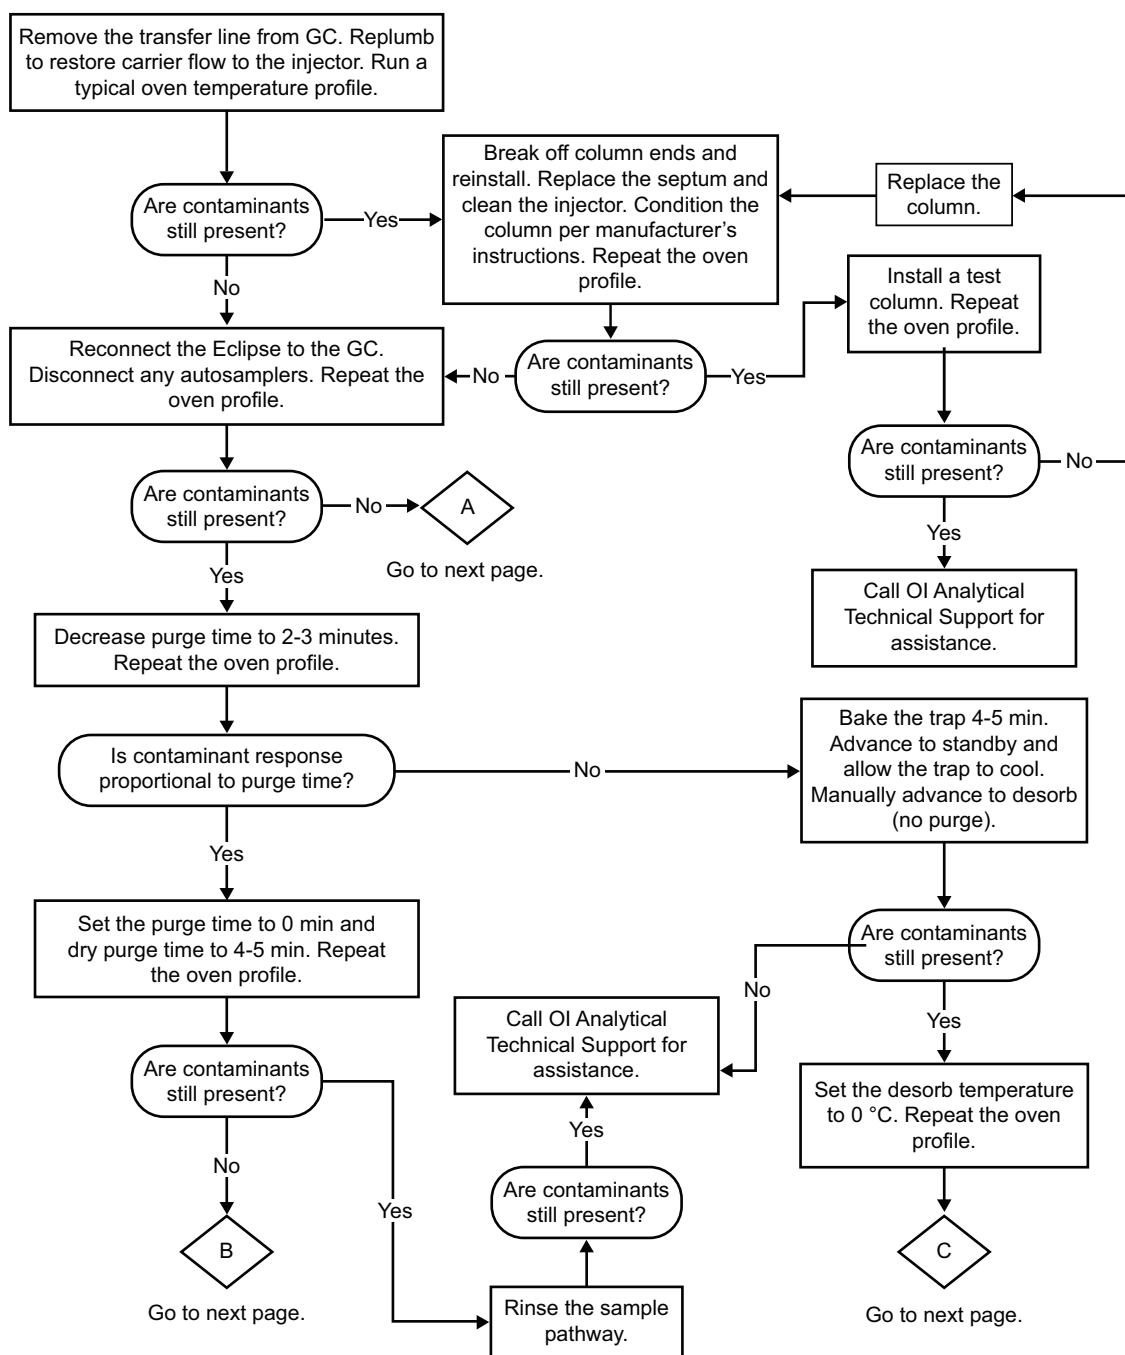 Remove the transfer line from GC. Replumb
to restore carrier flow to the injector. Run a
typical oven temperature profile.
Break off column ends and
reinstall. Replace the septum and
clean the injector. Condition the
column per manufacturer's
instructions. Repeat the oven
profile.
Replace the
column.
Are contaminants
still present?
Yes
No
Install a test
column. Repeat
the oven profile.
Reconnect the Eclipse to the GC.
Disconnect any autosamplers. Repeat the
oven profile.
No
Are contaminants
still present?
Yes
Are contaminants
still present?
No
Yes
Are contaminants
still present?
No
A
Go to next page.
Yes
Call OI Analytical
Technical Support for
assistance.
Decrease purge time to 2-3 minutes.
Repeat the oven profile.
Is contaminant response
proportional to purge time?
No
Bake the trap 4-5 min.
Advance to standby and
allow the trap to cool.
Manually advance to desorb
(no purge).
Yes
Set the purge time to 0 min and
dry purge time to 4-5 min. Repeat
the oven profile.
Are contaminants
still present?
No
Yes
Call OI Analytical
Technical Support for
assistance.
Are contaminants
still present?
Set the desorb temperature
to 0 °C. Repeat the oven
profile.
No
Yes
Yes
Are contaminants
still present?
B
Go to next page.
C
Go to next page.
Rinse the sample
pathway.